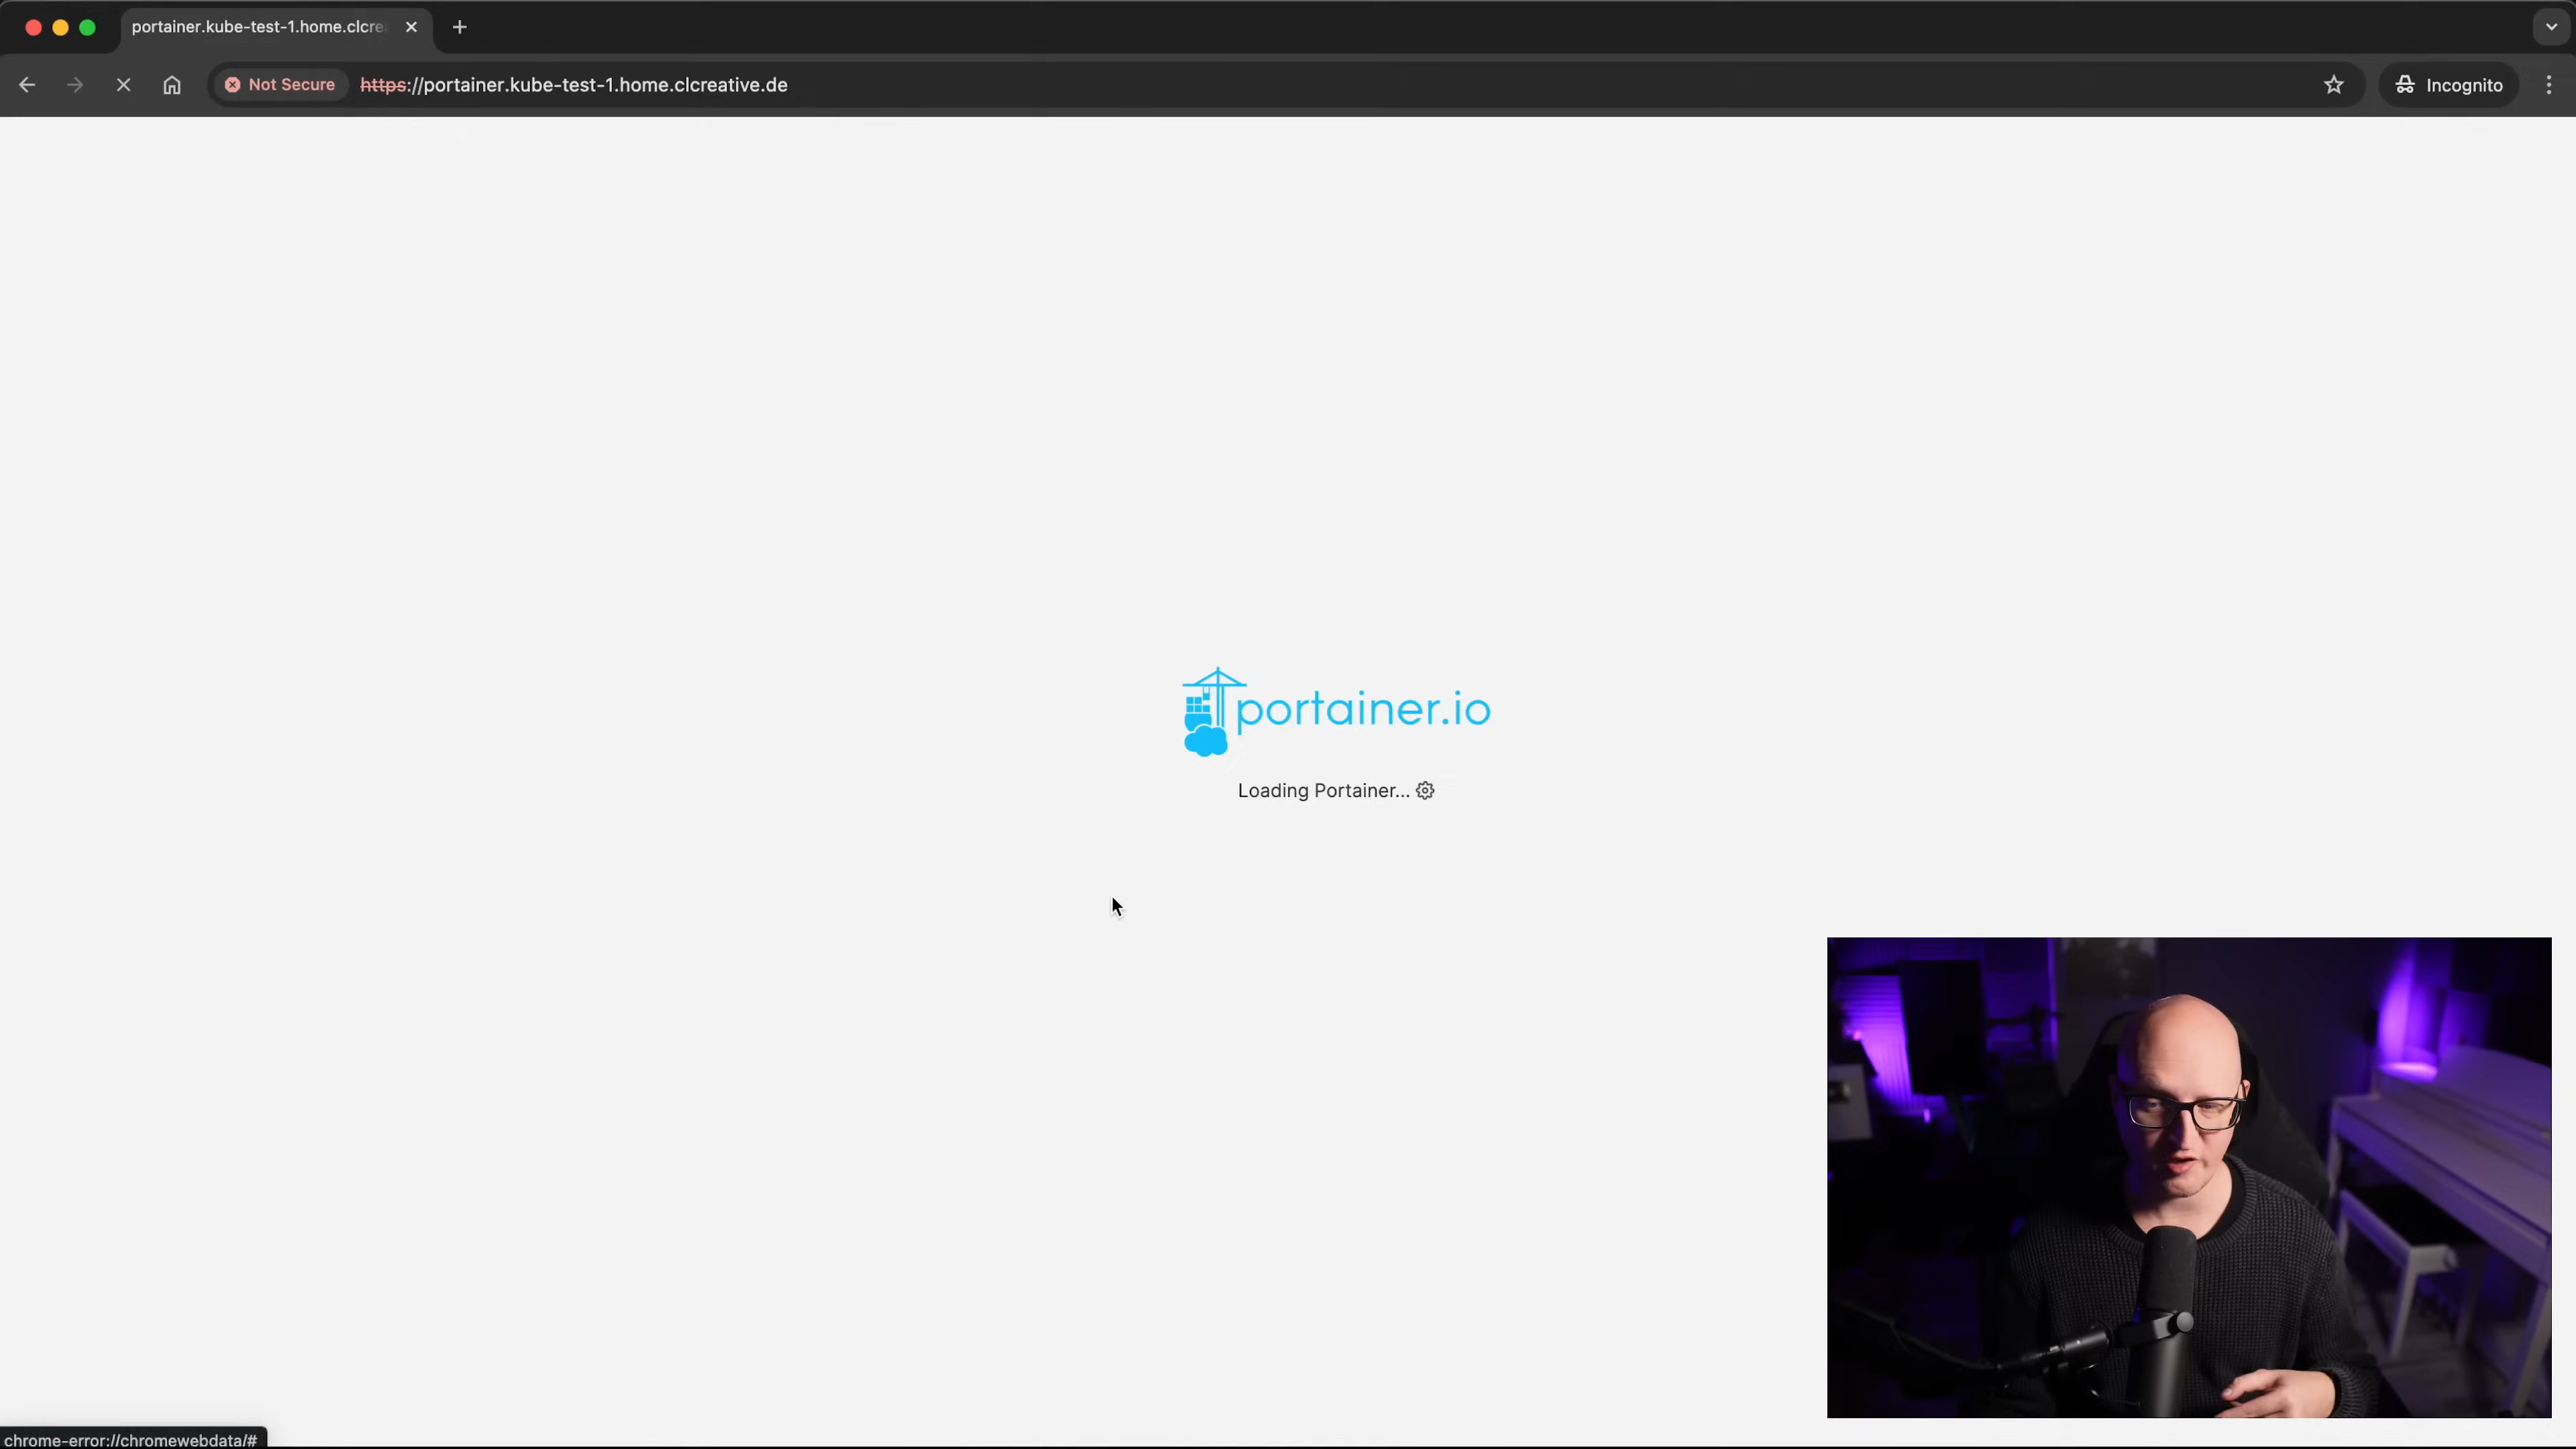 portainer.kube-test-1.home.clcre
Not Secure
https://portainer.kube-test-1.home.clcreative.de
Incognito
portainer.io
Loading Portainer...
chrome-error://chromewebdata/#